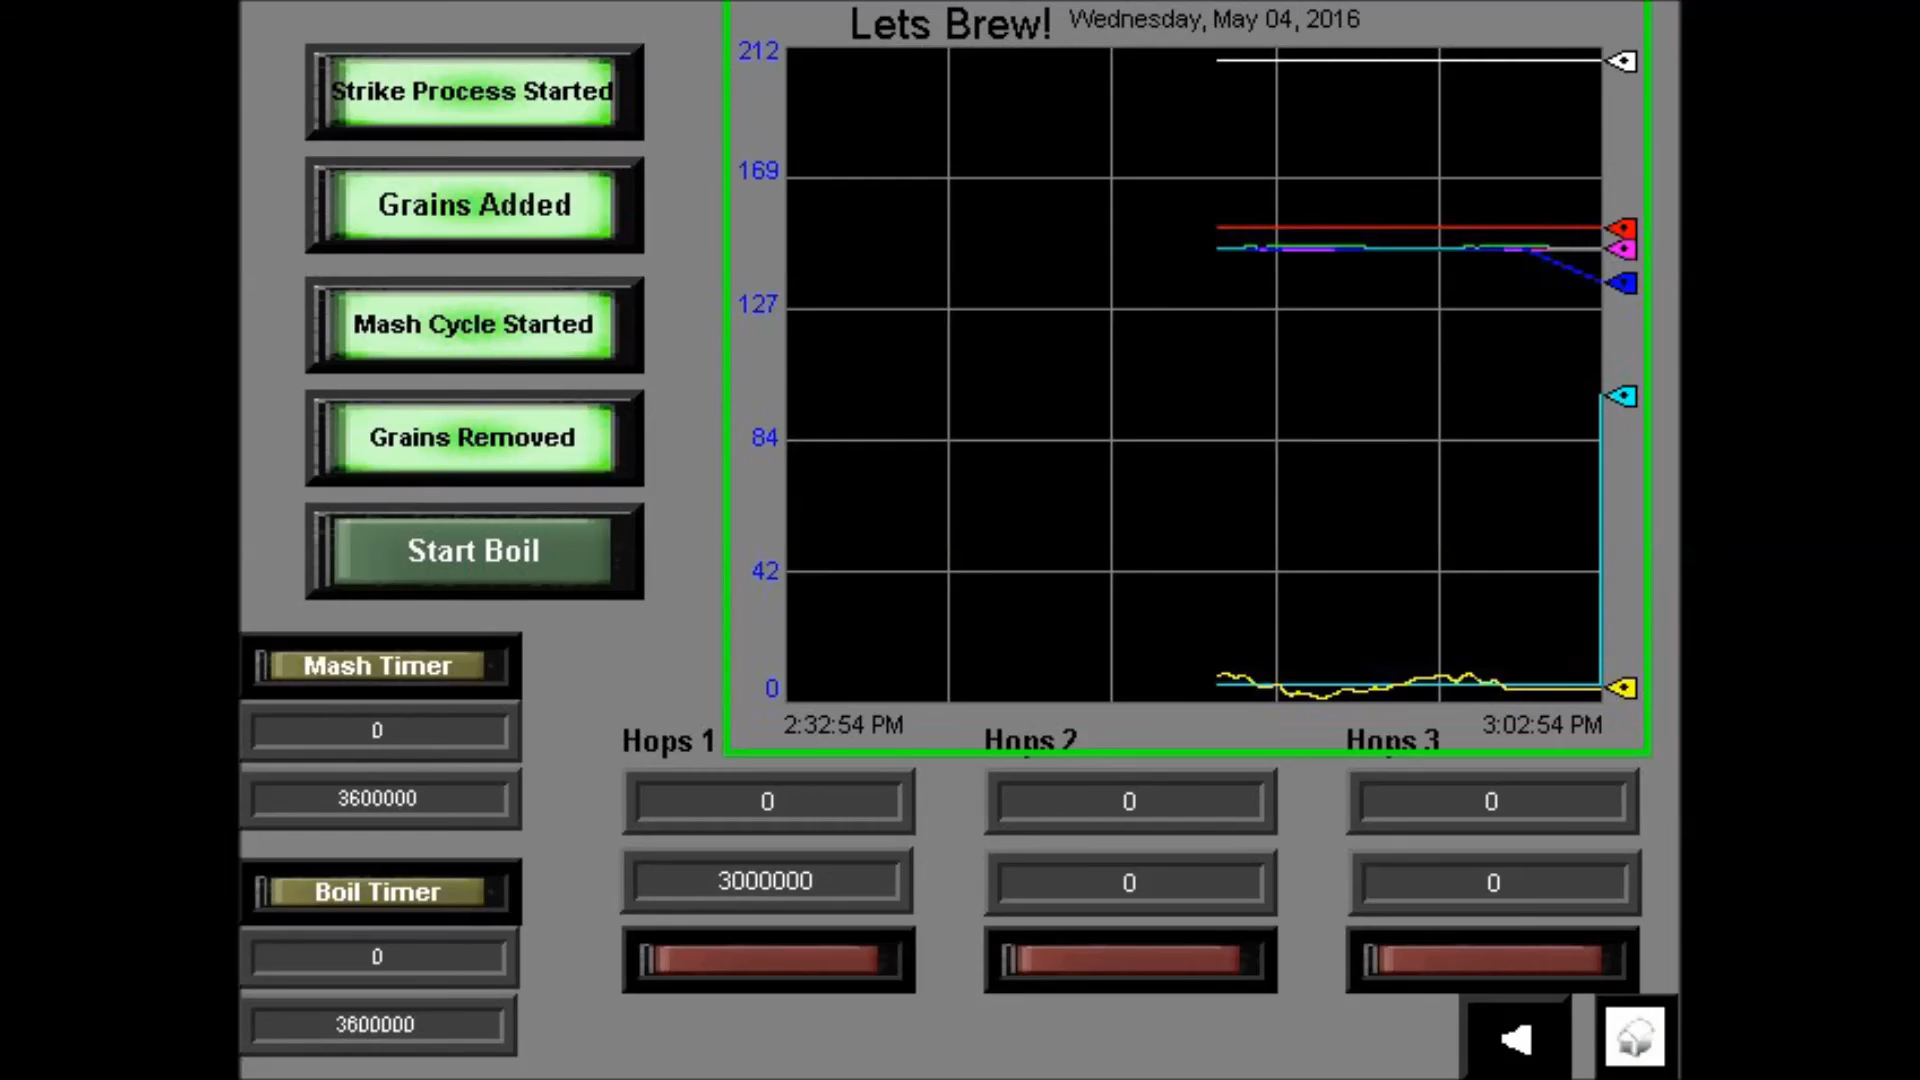 Lets Brew!
Wednesday, May 04, 2016
Strike Process Started
Grains Added
Mash Cycle Started
Grains Removed
Start Boil
212
169
127
84
42
0
2:32:54 PM
3:02:54 PM
Mash Timer
0
3600000
Boil Timer
0
3600000
Hops 1
Hops 2
Hops 3
0
0
0
3000000
0
0